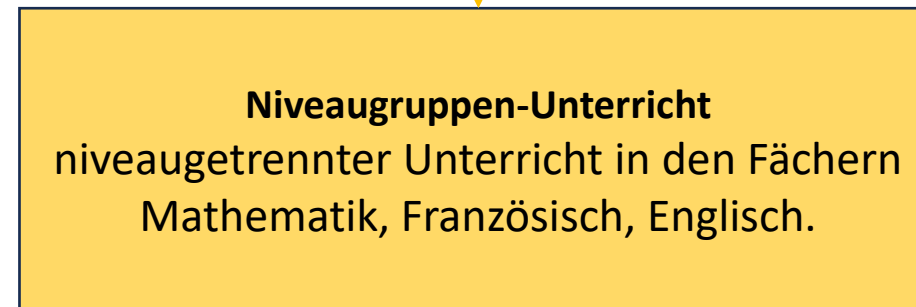 Niveaugruppen-Unterricht
niveaugetrennter Unterricht in den Fächern
Mathematik, Französisch, Englisch.